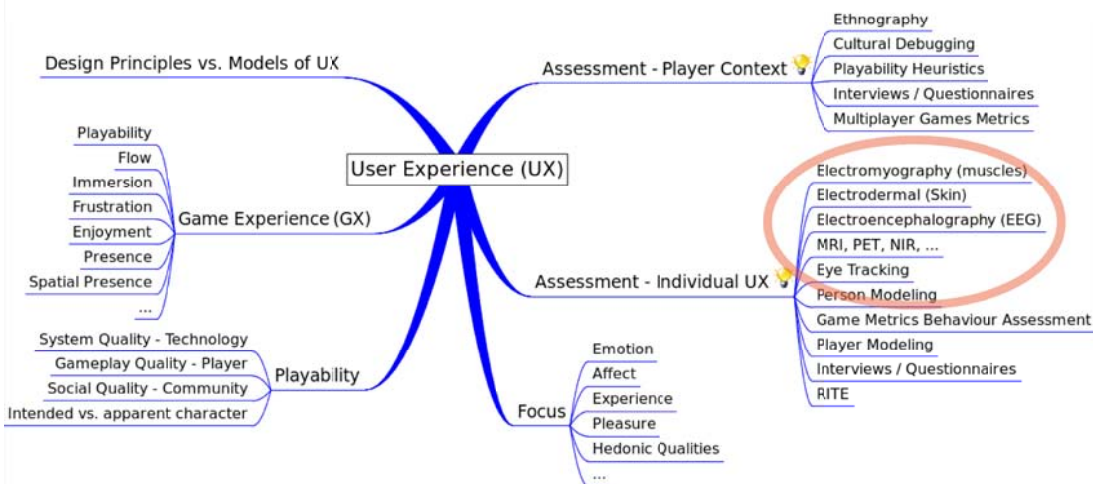 User Experience (UX)
Design Principles vs. Models of UX
Game Experience (GX)
Playability
Flow
Immersion
Frustration
Enjoyment
Presence
Spatial Presence
...
Playability
System Quality - Technology
Gameplay Quality - Player
Social Quality - Community
Intended vs. apparent character
Assessment - Player Context
Ethnography
Cultural Debugging
Playability Heuristics
Interviews / Questionnaires
Multiplayer Games Metrics
Assessment - Individual UX
Electromyography (muscles)
Electrodermal (Skin)
Electroencephalography (EEG)
MRI, PET, NIR, ...
Eye Tracking
Person Modeling
Game Metrics Behaviour Assessment
Player Modeling
Interviews / Questionnaires
RITE
Focus
Emotion
Affect
Experience
Pleasure
Hedonic Qualities
...